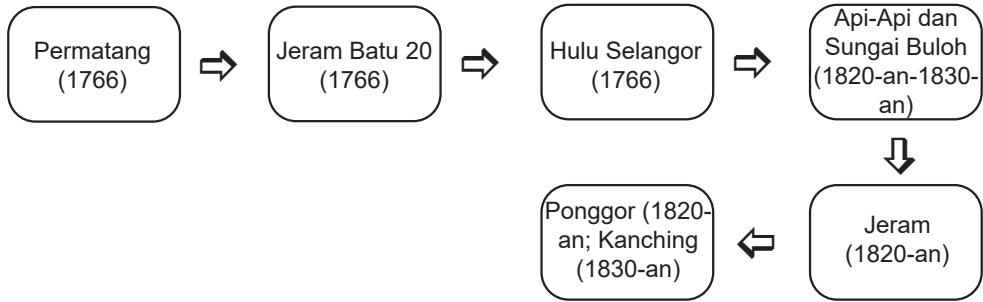 Permatang
(1766)
Jeram Batu 20
(1766)
Hulu Selangor
(1766)
Api-Api dan
Sungai Buloh
(1820-an-1830-
an)
Jeram
(1820-an)
Ponggor (1820-
an; Kanching
(1830-an)